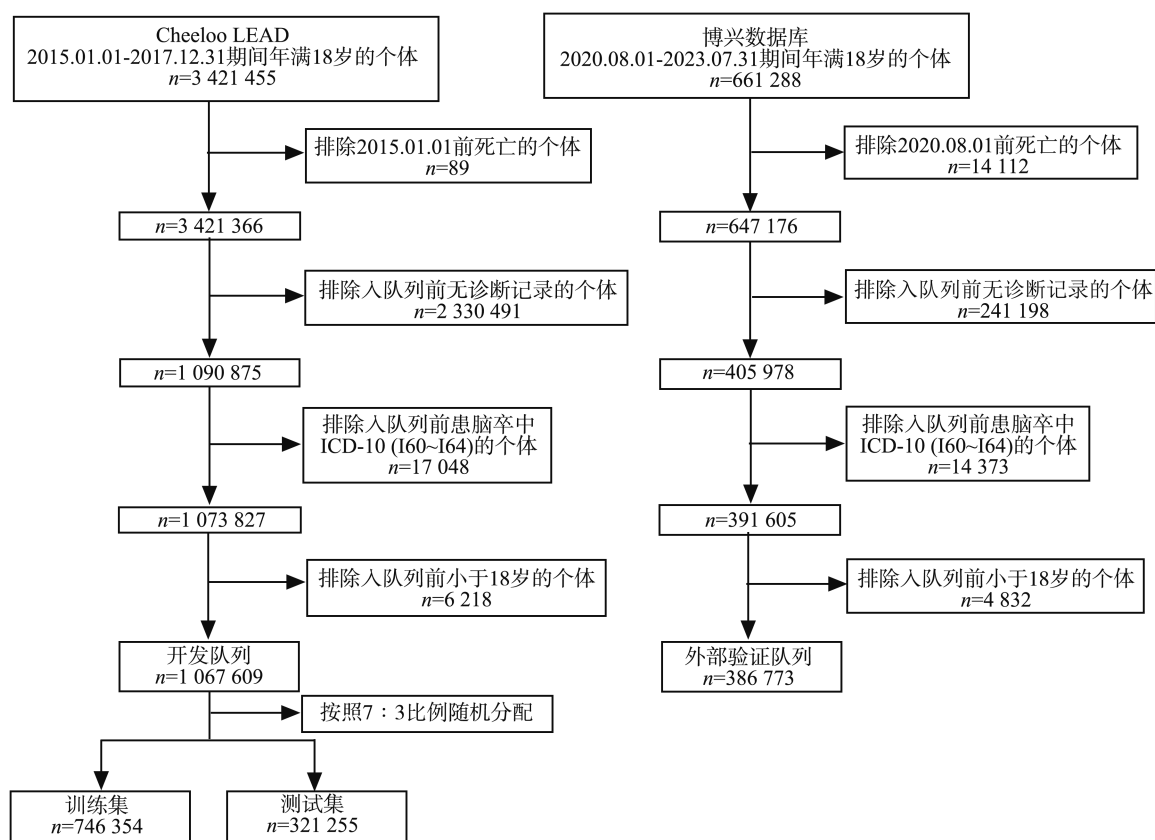 Cheeloo LEAD
2015.01.01-2017.12.31期间年满18岁的个体
n=3 421 455
排除2015.01.01前死亡的个体
n=89
n=3 421 366
排除入队列前无诊断记录的个体
n=2 330 491
n=1 090 875
排除入队列前患脑卒中
ICD-10 (I60~I64)的个体
n=17 048
n=1 073 827
排除入队列前小于18岁的个体
n=6 218
开发队列
n=1 067 609
按照7：3比例随机分配
训练集
n=746 354
测试集
n=321 255
博兴数据库
2020.08.01-2023.07.31期间年满18岁的个体
n=661 288
排除2020.08.01前死亡的个体
n=14 112
n=647 176
排除入队列前无诊断记录的个体
n=241 198
n=405 978
排除入队列前患脑卒中
ICD-10 (I60~I64)的个体
n=14 373
n=391 605
排除入队列前小于18岁的个体
n=4 832
外部验证队列
n=386 773